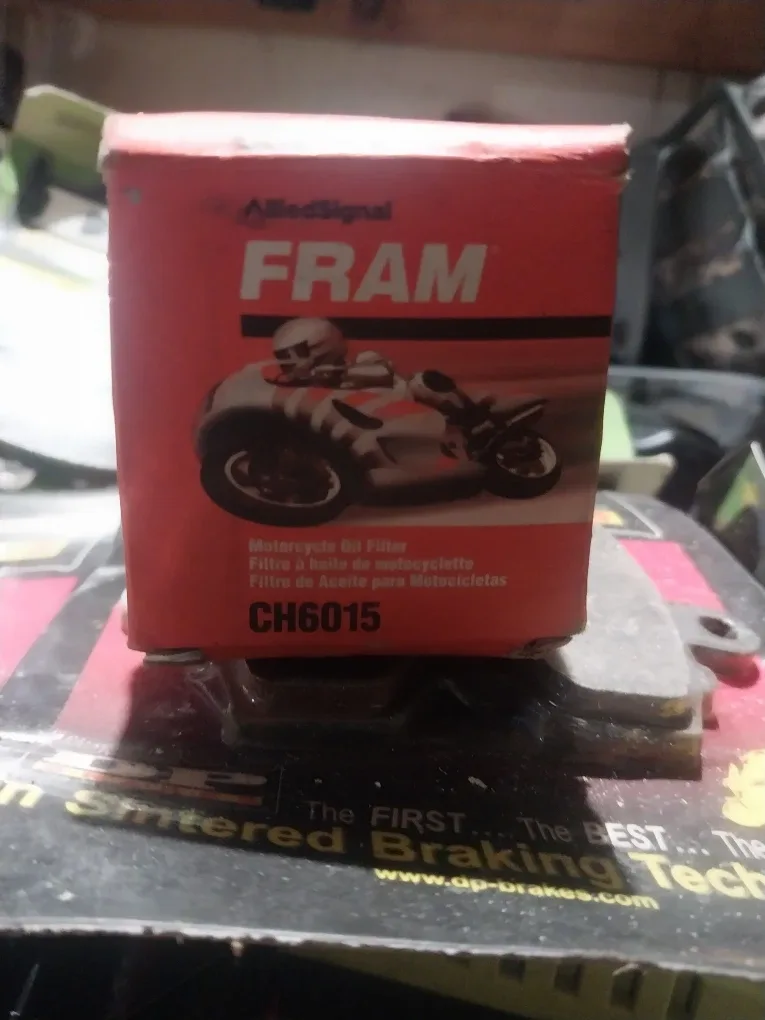 AlliedSignal
FRAM
Motorcycle Oil Filter
Filtre à huile de motocyclette
Filtro de Aceite para Motocicletas
CH6015
DP
The FIRST.... The BEST... The
n Sintered Braking Tech
www.dp-brakes.com